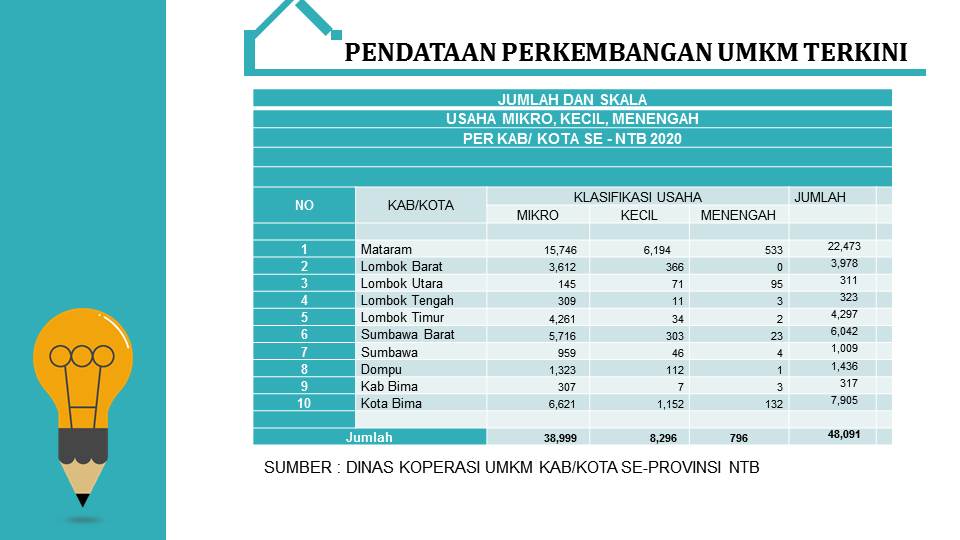 PENDATAAN PERKEMBANGAN UMKM TERKINI
JUMLAH DAN SKALA
USAHA MIKRO, KECIL, MENENGAH
PER KAB/ KOTA SE - NTB 2020
NO KAB/KOTA KLASIFIKASI USAHA JUMLAH
MIKRO KECIL MENENGAH
1 Mataram 15,746 6,194 533 22,473
2 Lombok Barat 3,612 366 0 3,978
3 Lombok Utara 145 71 95 311
4 Lombok Tengah 309 11 3 323
5 Lombok Timur 4,261 34 2 4,297
6 Sumbawa Barat 5,716 303 23 6,042
7 Sumbawa 959 46 4 1,009
8 Dompu 1,323 112 1 1,436
9 Kab Bima 307 7 3 317
10 Kota Bima 6,621 1,152 132 7,905
Jumlah 38,999 8,296 796 48,091
SUMBER : DINAS KOPERASI UMKM KAB/KOTA SE-PROVINSI NTB